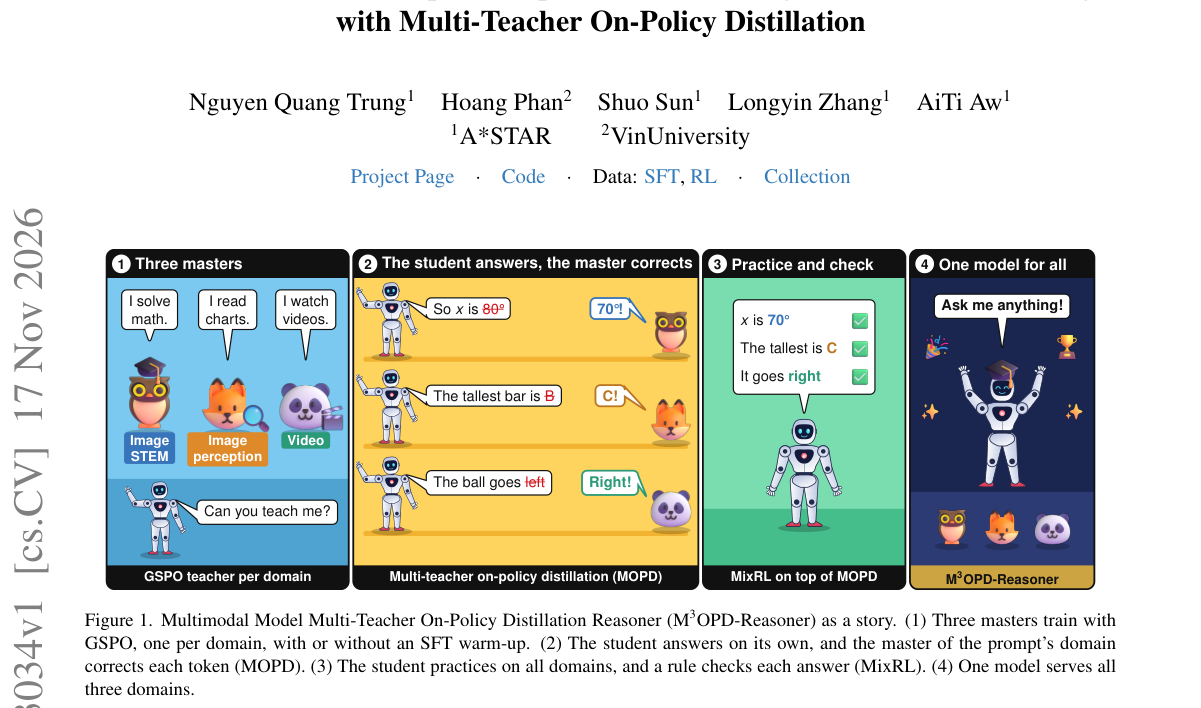 with Multi-Teacher On-Policy Distillation
Nguyen Quang Trung1 Hoang Phan2 Shuo Sun1 Longyin Zhang1 AiTi Aw1
1A*STAR 2VinUniversity
Project Page · Code · Data: SFT, RL · Collection
8034v1 [cs.CV] 17 Nov 2026
1 Three masters
I solve math.
I read charts.
I watch videos.
Image STEM
Image perception
Video
Can you teach me?
GSPO teacher per domain
2 The student answers, the master corrects
So x is 80°
70°!
The tallest bar is B
C!
The ball goes left
Right!
Multi-teacher on-policy distillation (MOPD)
3 Practice and check
x is 70°
The tallest is C
It goes right
MixRL on top of MOPD
4 One model for all
Ask me anything!
M3OPD-Reasoner
Figure 1. Multimodal Model Multi-Teacher On-Policy Distillation Reasoner (M3OPD-Reasoner) as a story. (1) Three masters train with
GSPO, one per domain, with or without an SFT warm-up. (2) The student answers on its own, and the master of the prompt's domain
corrects each token (MOPD). (3) The student practices on all domains, and a rule checks each answer (MixRL). (4) One model serves all
three domains.